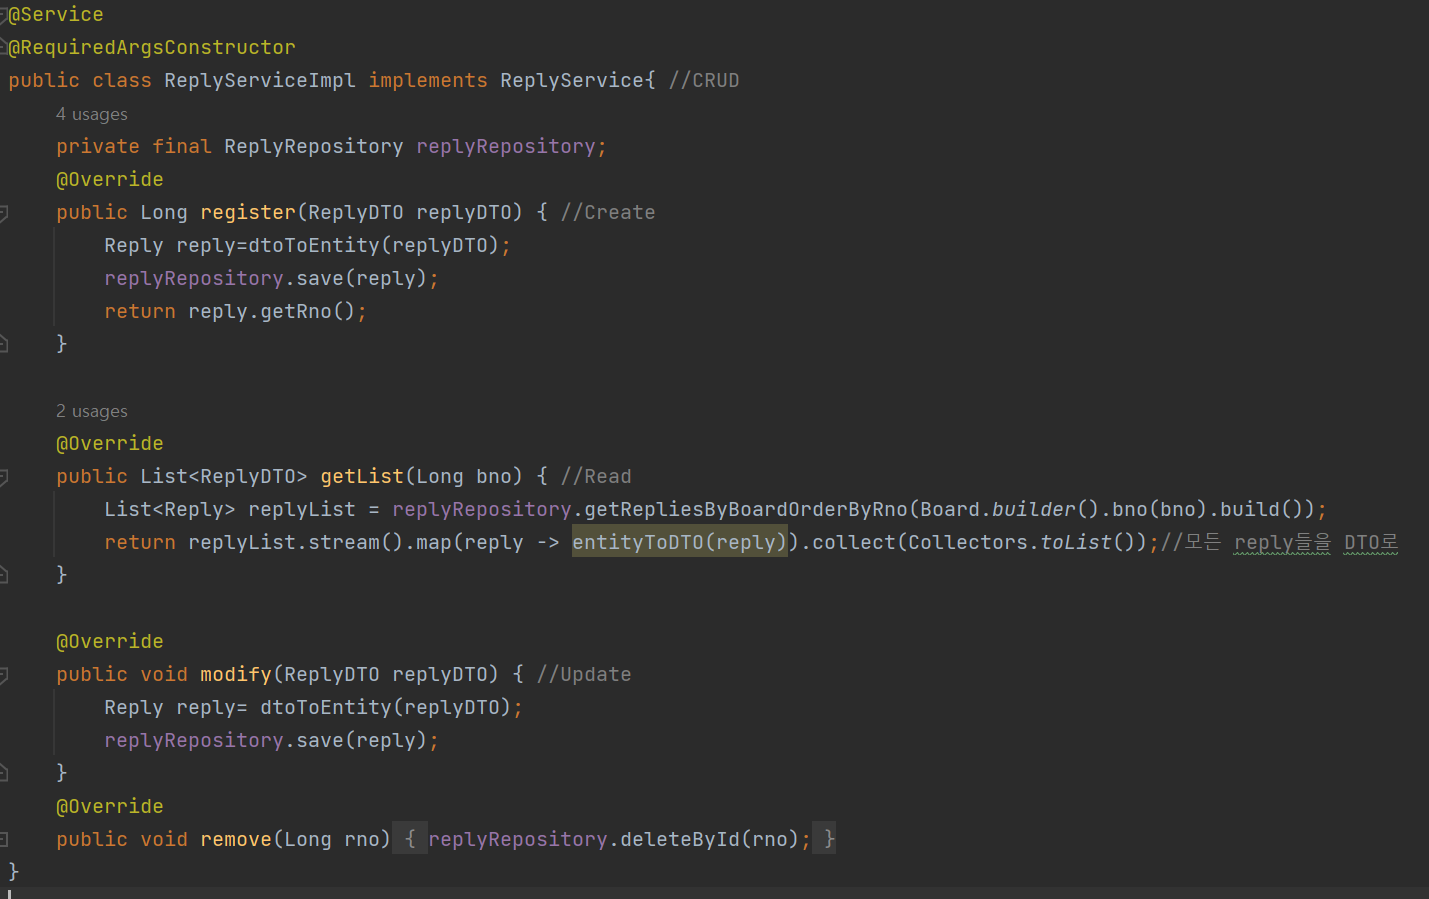 @Service
@RequiredArgsConstructor
public class ReplyServiceImpl implements ReplyService{ //CRUD
4 usages
private final ReplyRepository replyRepository;
@Override
public Long register(ReplyDTO replyDTO) { //Create
Reply reply=dtoToEntity(replyDTO);
replyRepository.save(reply);
return reply.getRno();
}
2 usages
@Override
public List<ReplyDTO> getList(Long bno) { //Read
List<Reply> replyList = replyRepository.getRepliesByBoardOrderByRno(Board.builder().bno(bno).build());
return replyList.stream().map(reply -> entityToDTO(reply)).collect(Collectors.toList());//모든 reply들을 DTO로
}
@Override
public void modify(ReplyDTO replyDTO) { //Update
Reply reply= dtoToEntity(replyDTO);
replyRepository.save(reply);
}
@Override
public void remove(Long rno) { replyRepository.deleteById(rno); }
}